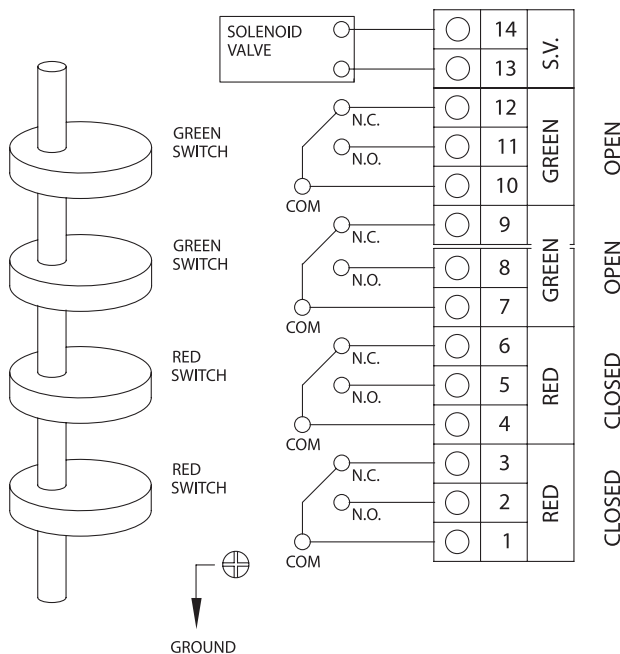 SOLENOID
VALVE
14
13
S.V.
GREEN
SWITCH
N.C.
N.O.
COM
12
11
10
GREEN
OPEN
GREEN
SWITCH
N.C.
N.O.
COM
9
8
7
GREEN
OPEN
RED
SWITCH
N.C.
N.O.
COM
6
5
4
RED
CLOSED
RED
SWITCH
N.C.
N.O.
COM
3
2
1
RED
CLOSED
GROUND